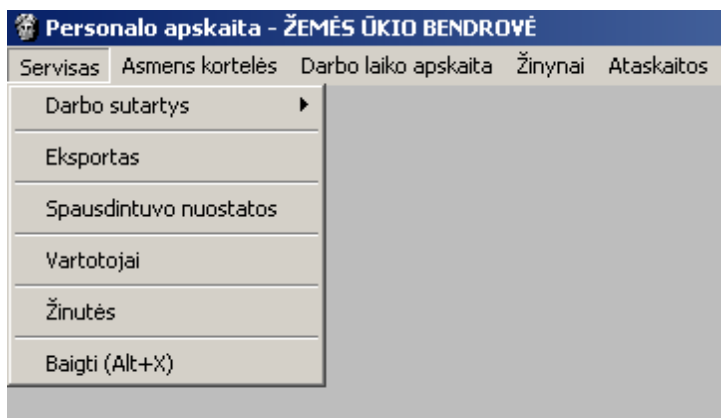 Personalo apskaita - ŽEMĖS ŪKIO BENDROVĖ
Servisas Asmens kortelės Darbo laiko apskaita Žinynai Ataskaitos
Darbo sutartys
Eksportas
Spausdintuvo nuostatos
Vartotojai
Žinutės
Baigti (Alt+X)